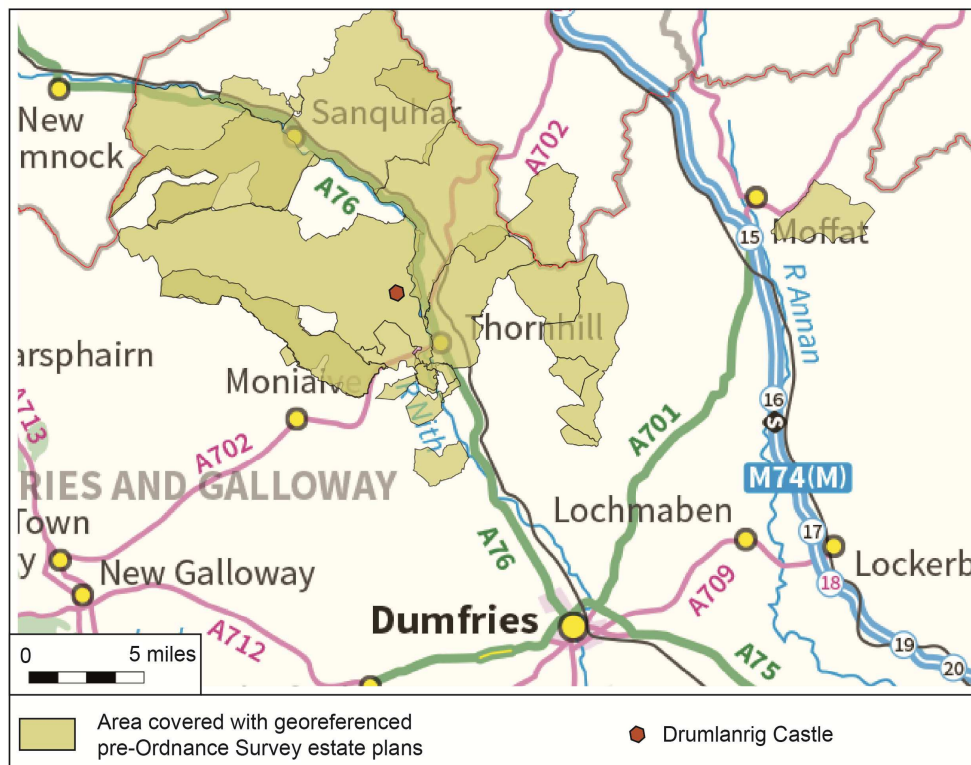 New
mnock
Sanquhar
A76
A702
15
Moffat
R Annan
Thornhill
arsphairn
Moniaive
R Nith
A713
A702
16
S
A701
M74(M)
RIES AND GALLOWAY
Lochmaben
Town
y
17
Lockerb
A76
New Galloway
18
A709
Dumfries
A712
19
A75
20
0 5 miles
Area covered with georeferenced
pre-Ordnance Survey estate plans
Drumlanrig Castle